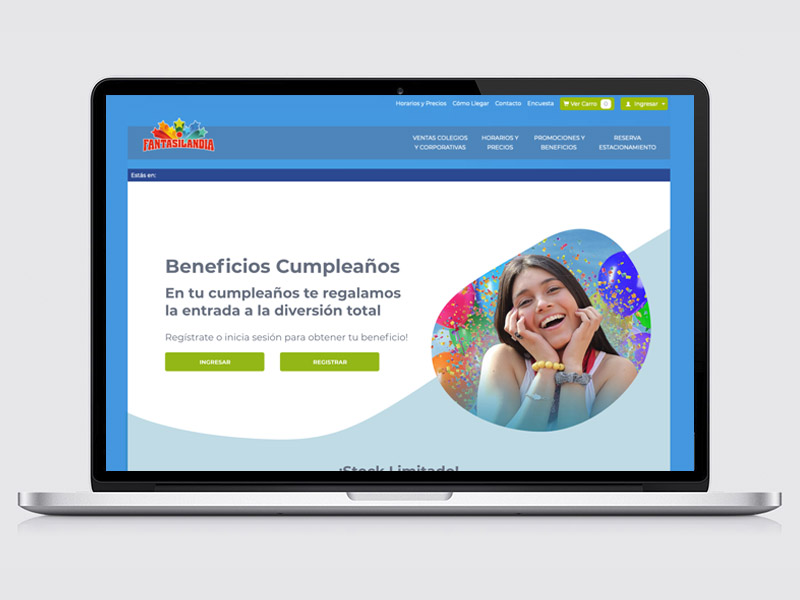 Horarios y Precios Cómo Llegar Contacto Encuesta Ver Carro 0 Ingresar
FANTASILANDIA
VENTAS COLEGIOS
Y CORPORATIVAS
HORARIOS Y
PRECIOS
PROMOCIONES Y
BENEFICIOS
RESERVA
ESTACIONAMIENTO
Estás en:
Beneficios Cumpleaños
En tu cumpleaños te regalamos
la entrada a la diversión total
Regístrate o inicia sesión para obtener tu beneficio!
INGRESAR
REGISTRAR
¡Stock Limitado!